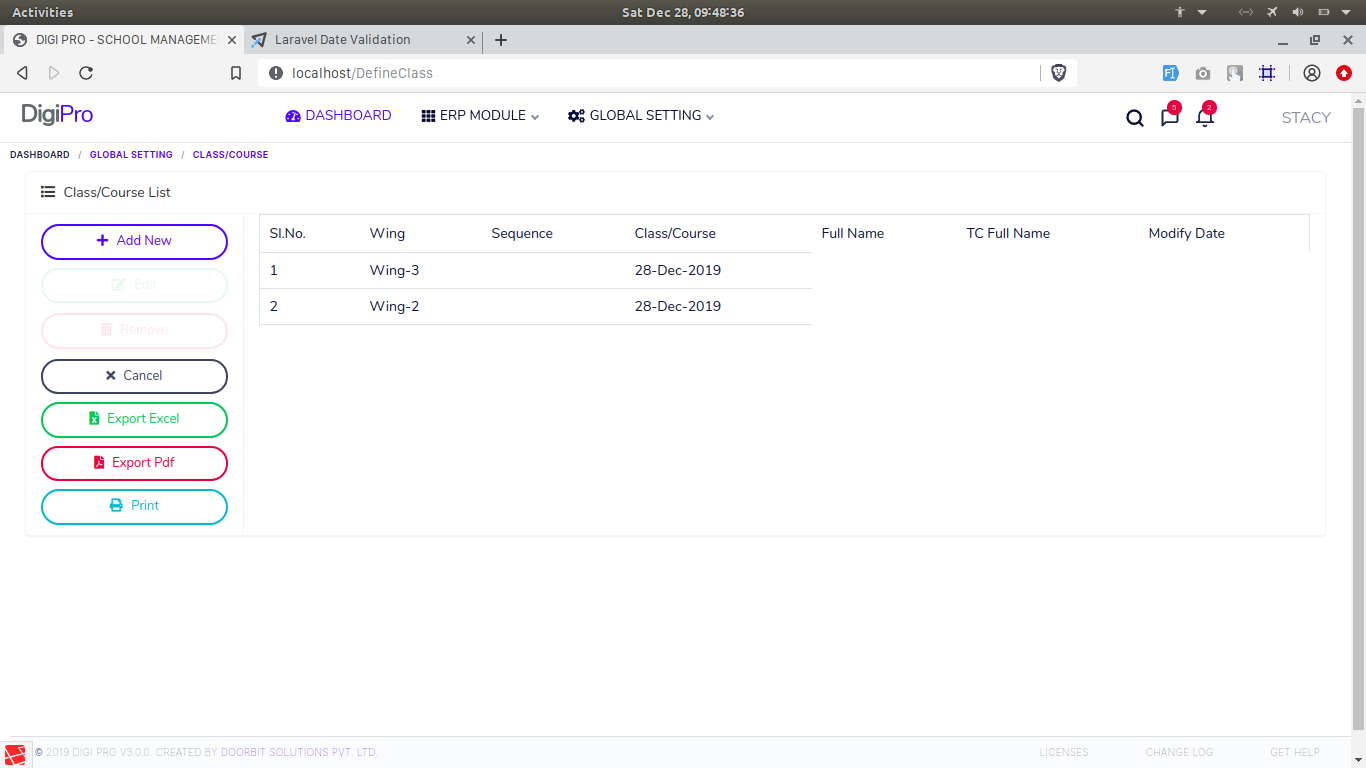 Activities
Sat Dec 28, 09:48:36
DIGI PRO - SCHOOL MANAGEME
Laravel Date Validation
localhost/DefineClass
DigiPro
DASHBOARD
ERP MODULE
GLOBAL SETTING
5
2
STACY
DASHBOARD / GLOBAL SETTING / CLASS/COURSE
Class/Course List
Add New
Edit
Remove
Cancel
Export Excel
Export Pdf
Print
Sl.No. Wing Sequence Class/Course Full Name TC Full Name Modify Date
1 Wing-3 28-Dec-2019
2 Wing-2 28-Dec-2019
© 2019 DIGI PRO V3.0.0. CREATED BY DOORBIT SOLUTIONS PVT. LTD.
LICENSES
CHANGE LOG
GET HELP